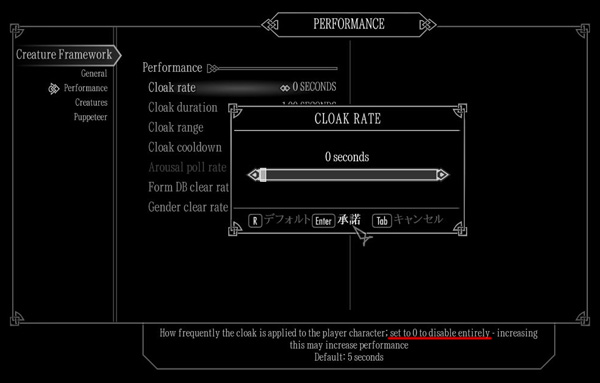 PERFORMANCE
Creature Framework
General
Performance
Creatures
Puppeteer
Performance
Cloak rate 0 SECONDS
Cloak duration
Cloak range
Cloak cooldown
Arousal poll rate
Form DB clear rat
Gender clear rate
CLOAK RATE
0 seconds
R デフォルト Enter 承諾 Tab キャンセル
How frequently the cloak is applied to the player character; set to 0 to disable entirely - increasing
this may increase performance
Default: 5 seconds